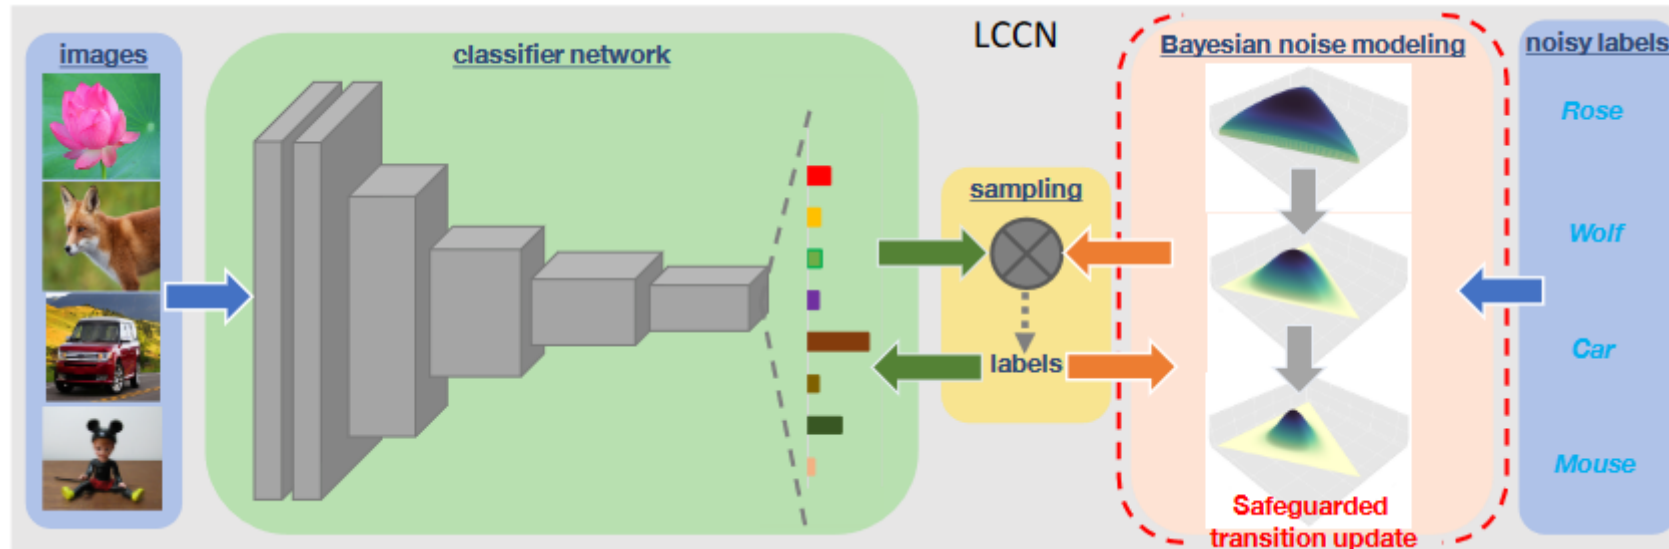 LCCN
images
classifier network
sampling
labels
Bayesian noise modeling
Safeguarded
transition update
noisy labels
Rose
Wolf
Car
Mouse